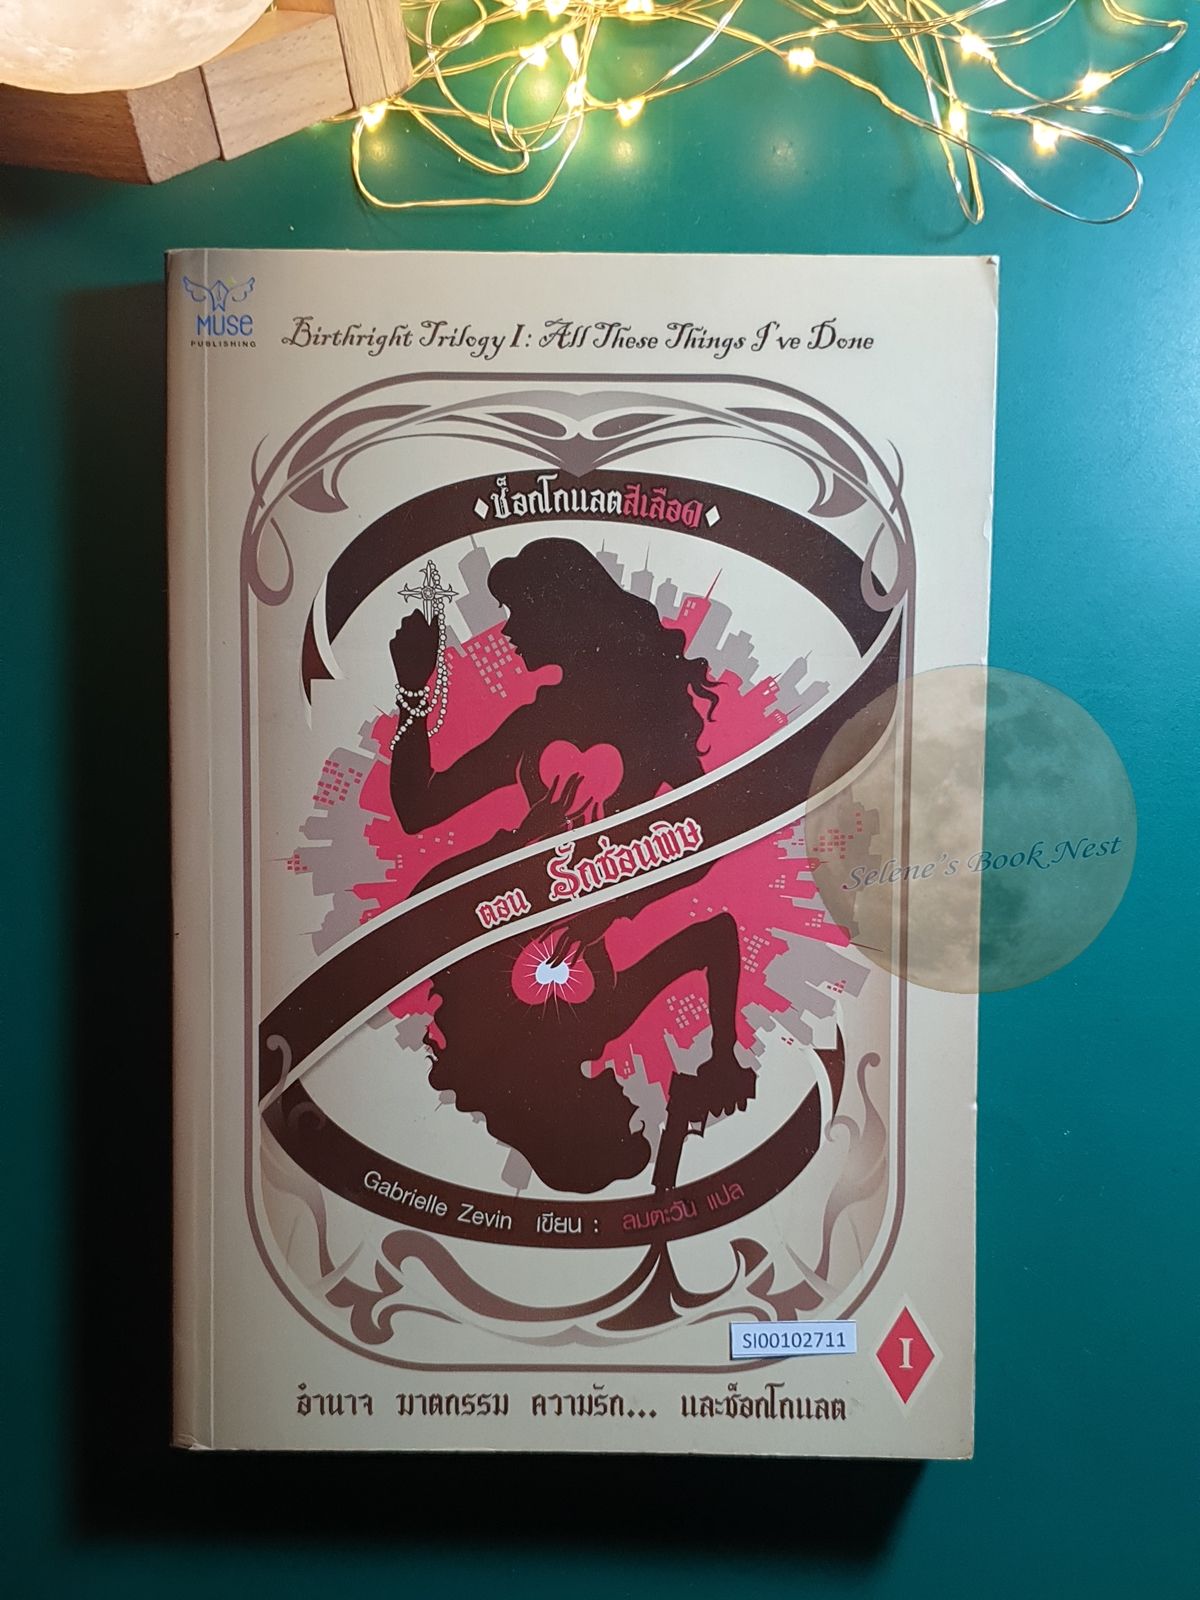 MUSE
PUBLISHING
Birthright Trilogy I : All These Things I've Done
ช็อกโกแลตสีเลือด
ตอน รักซ่อนพิษ
Selene's Book Nest
Gabrielle Zevin เขียน : ลมตะวัน แปล
SI00102711
I
อำนาจ ฆาตกรรม ความรัก... และช็อกโกแลต